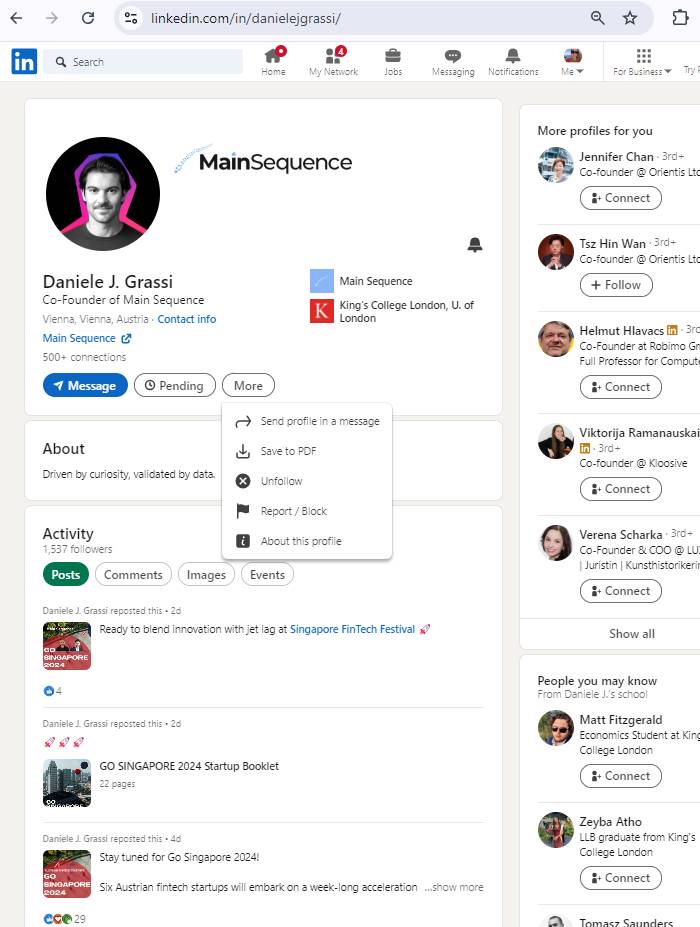 linkedin.com/in/danielejgrassi/
in
Search
Home
4
My Network
Jobs
Messaging
Notifications
Me
For Business
Try
MainSequence
Daniele J. Grassi
Co-Founder of Main Sequence
Vienna, Vienna, Austria · Contact info
Main Sequence
500+ connections
Main Sequence
K
King's College London, U. of
London
Message
Pending
More
Send profile in a message
Save to PDF
Unfollow
Report / Block
About this profile
About
Driven by curiosity, validated by data.
Activity
1,537 followers
Posts
Comments
Images
Events
Daniele J. Grassi reposted this • 2d
GO
SINGAPORE
2024
Ready to blend innovation with jet lag at Singapore FinTech Festival 🚀
4
Daniele J. Grassi reposted this • 2d
🚀 🚀 🚀
GO SINGAPORE 2024 Startup Booklet
22 pages
Daniele J. Grassi reposted this • 4d
GO
SINGAPORE
2024
Stay tuned for Go Singapore 2024!
Six Austrian fintech startups will embark on a week-long acceleration ...show more
29
More profiles for you
Jennifer Chan · 3rd+
Co-founder @ Orientis Ltd
Connect
Tsz Hin Wan · 3rd+
Co-founder @ Orientis Ltd
Follow
Helmut Hlavacs in · 3rd
Co-Founder at Robimo Gm
Full Professor for Compute
Connect
Viktorija Ramanauskai
in · 3rd+
Co-founder @ Kloosive
Connect
Verena Scharka · 3rd+
Co-Founder & COO @ LUX
| Juristin | Kunsthistorikerin
Connect
Show all
People you may know
From Daniele J.'s school
Matt Fitzgerald
Economics Student at King
College London
Connect
Zeyba Atho
LLB graduate from King's
College London
Connect
Tomasz Saunders